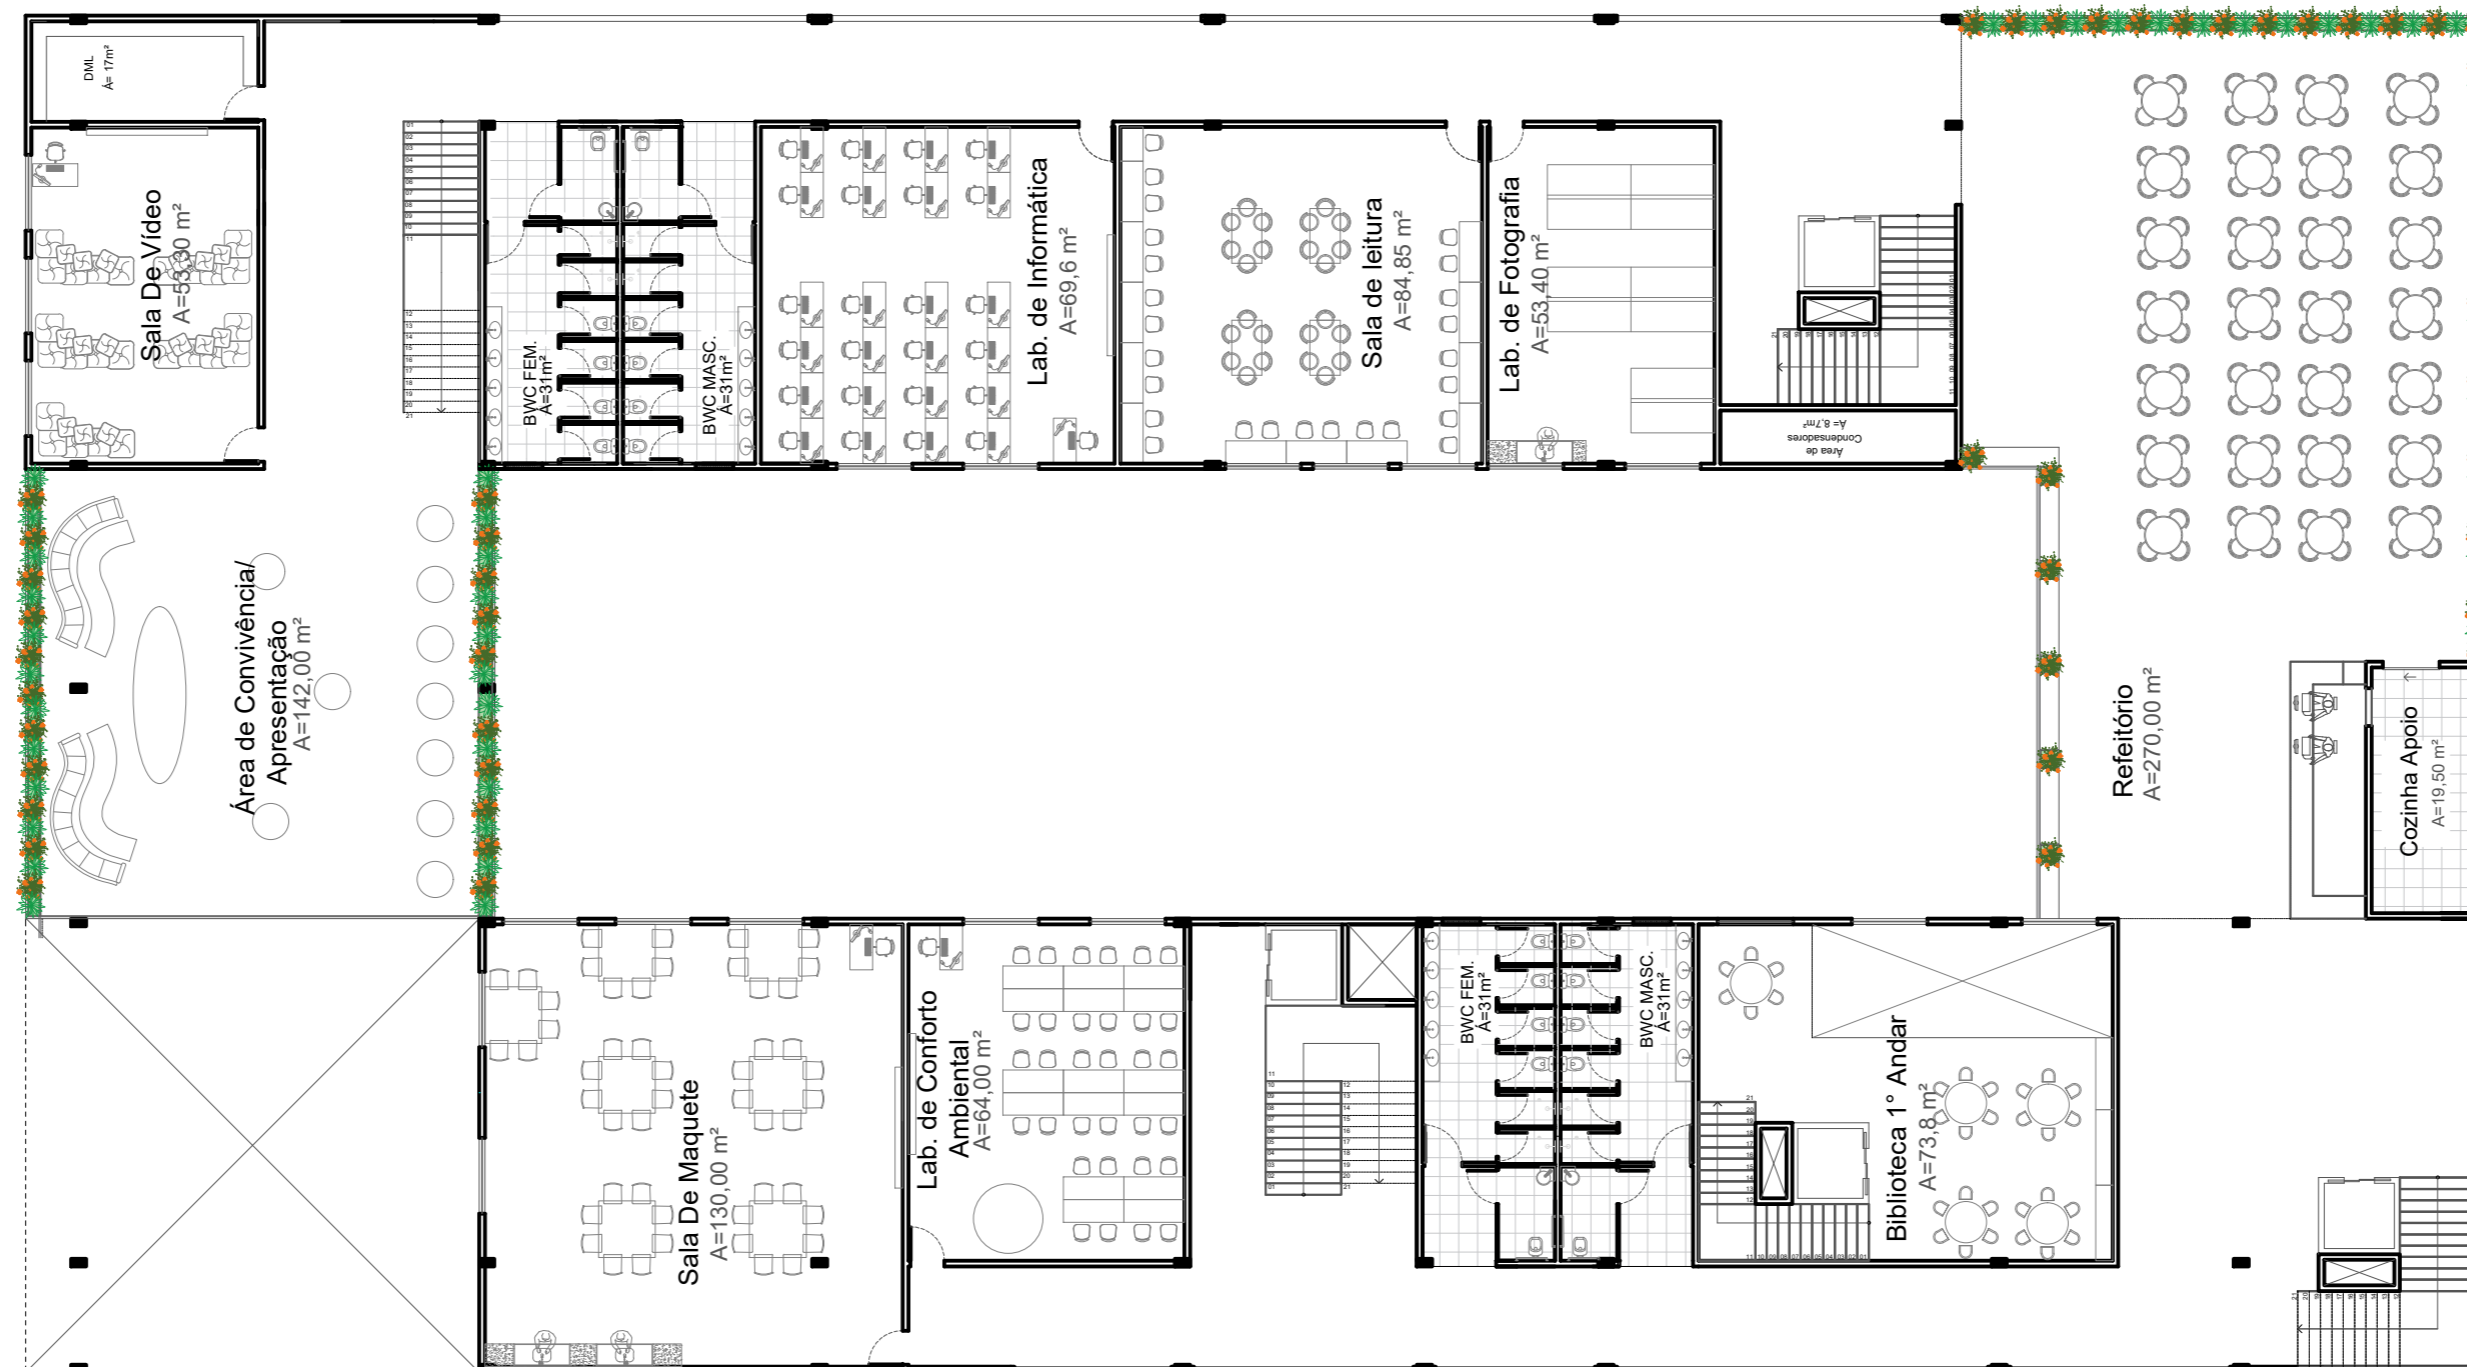 DML
Á= 17m²
Sala De Vídeo
A=53,30 m²
BWC FEM.
Á=31m²
BWC MASC.
Á=31m²
Lab. de Informática
A=69,6 m²
Sala de leitura
A=84,85 m²
Lab. de Fotografia
A=53,40 m²
Área de
Condensadores
Á= 8,7m²
Área de Convivência/
Apresentação
A=142,00 m²
Refeitório
A=270,00 m²
Cozinha Apoio
A=19,50 m²
Sala De Maquete
A=130,00 m²
Lab. de Conforto
Ambiental
A=64,00 m²
BWC FEM.
Á=31m²
BWC MASC.
Á=31m²
Biblioteca 1° Andar
A=73,8 m²